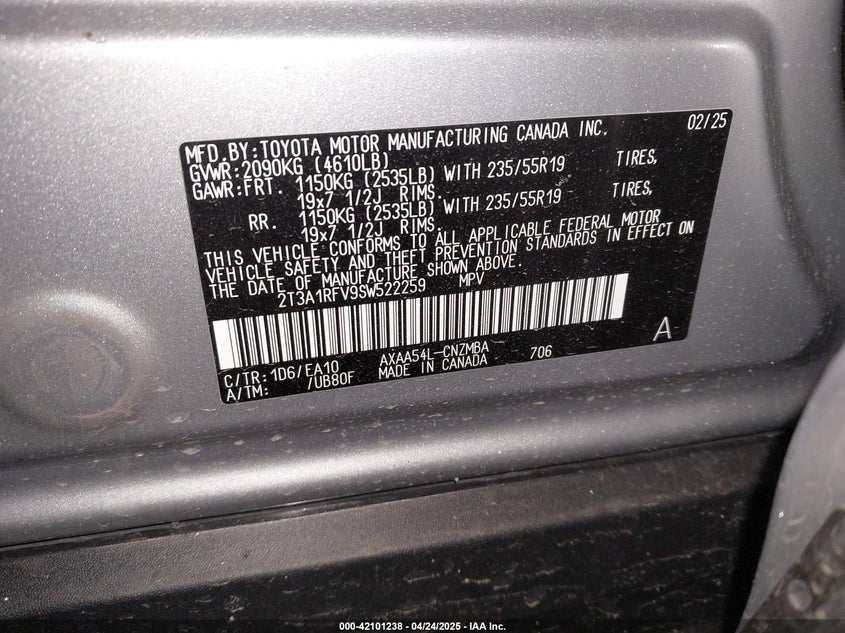 MFD.BY:TOYOTA MOTOR MANUFACTURING CANADA INC. 02/25
GVWR:2090KG (4610LB)
GAWR:FRT. 1150KG (2535LB) WITH 235/55R19 TIRES,
19x7 1/2J RIMS.
RR. 1150KG (2535LB) WITH 235/55R19 TIRES,
19x7 1/2J RIMS.
THIS VEHICLE CONFORMS TO ALL APPLICABLE FEDERAL MOTOR
VEHICLE SAFETY AND THEFT PREVENTION STANDARDS IN EFFECT ON
THE DATE OF MANUFACTURE SHOWN ABOVE.
2T3A1RFV9SW522259 MPV
A
C/TR: 1D6/EA10 AXAA54L-CNZMBA 706
A/TM: /UB80F MADE IN CANADA
000-42101238 - 04/24/2025 - IAA Inc.